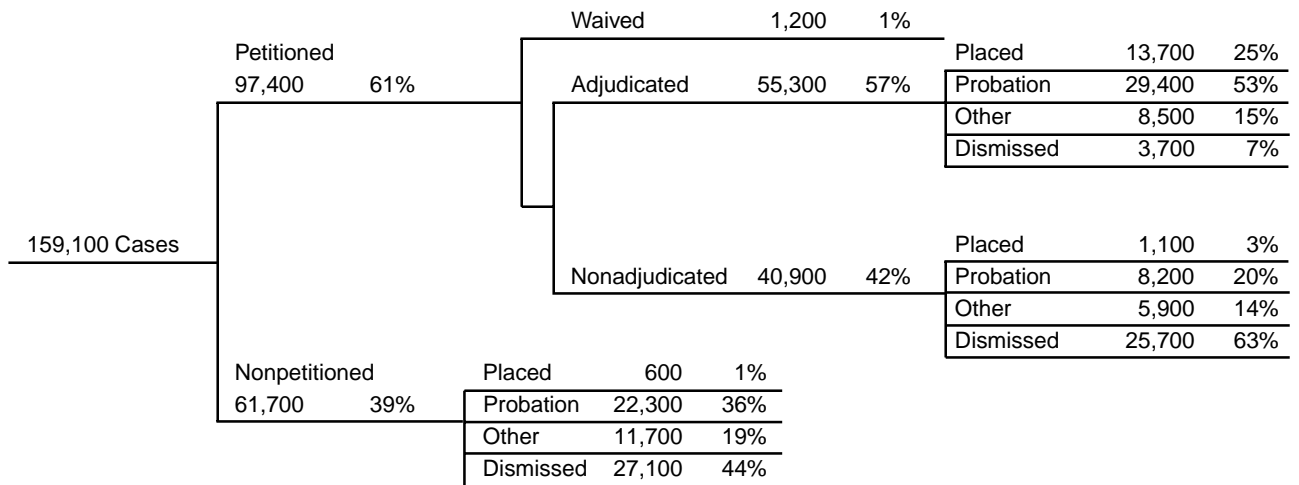 Waived 1,200 1%
Petitioned
97,400 61%
Adjudicated 55,300 57%
Placed 13,700 25%
Probation 29,400 53%
Other 8,500 15%
Dismissed 3,700 7%
159,100 Cases
Nonadjudicated 40,900 42%
Placed 1,100 3%
Probation 8,200 20%
Other 5,900 14%
Dismissed 25,700 63%
Nonpetitioned
61,700 39%
Placed 600 1%
Probation 22,300 36%
Other 11,700 19%
Dismissed 27,100 44%